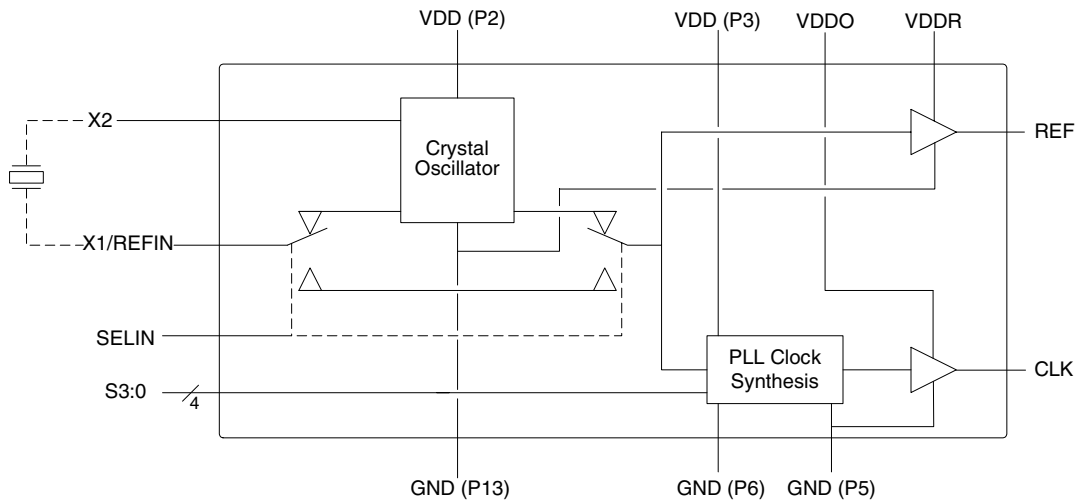 VDD (P2)
VDD (P3)
VDDO
VDDR
X2
Crystal
Oscillator
REF
X1/REFIN
SELIN
PLL Clock
Synthesis
CLK
S3:0
4
GND (P13)
GND (P6)
GND (P5)